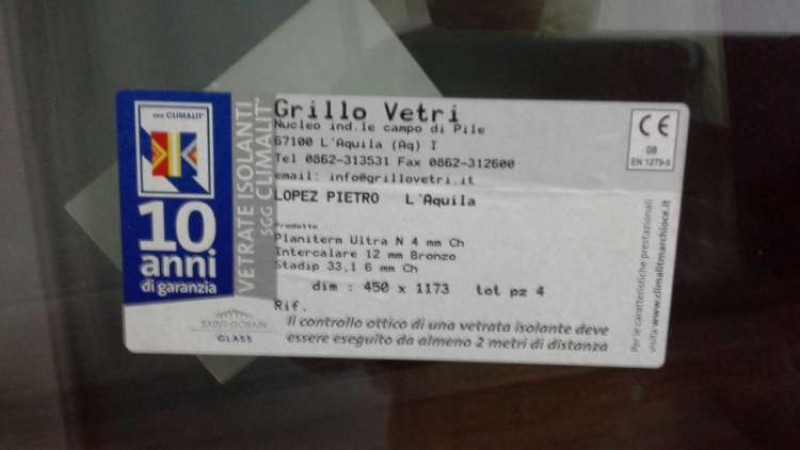 SGG CLIMALIT
10
anni
di garanzia
VETRATE ISOLANTI
SGG CLIMALIT
SAINT-GOBAIN
GLASS
Grillo Vetri
Nucleo ind.le campo di Pile
67100 L'Aquila (Aq) I
Tel 0862-313531 Fax 0862-312600
email: info@grillovetri.it
LOPEZ PIETRO L'Aquila
Prodotto
Planiterm Ultra N 4 mm Ch
Intercalare 12 mm Bronzo
Stadip 33,1 6 mm Ch
dim : 450 x 1173 tot pz 4
Rif.
Il controllo ottico di una vetrata isolante deve
essere eseguito da almeno 2 metri di distanza
CE
08
EN 1279-5
Per le caratteristiche prestazionali
visita www.climalitmarchioce.it